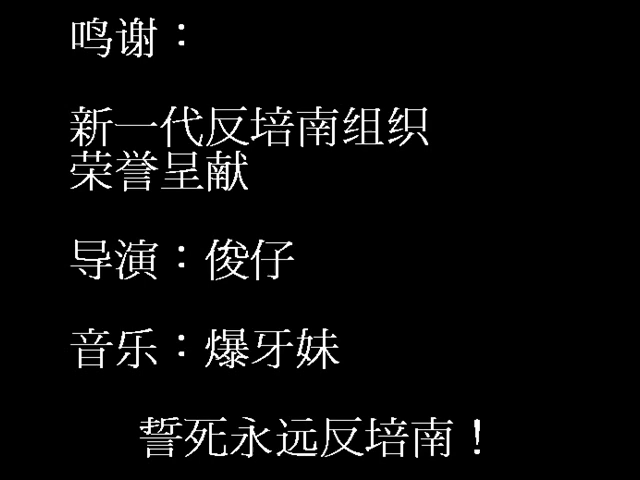 鸣谢：
新一代反培南组织
荣誉呈献
导演：俊仔
音乐：爆牙妹
誓死永远反培南！